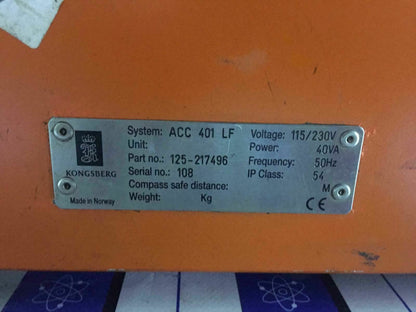 KONGSBERG
Made in Norway
System: ACC 401 LF
Unit:
Part no.: 125-217496
Serial no.: 108
Compass safe distance: M
Weight: Kg
Voltage: 115/230V
Power: 40VA
Frequency: 50Hz
IP Class: 54
CE